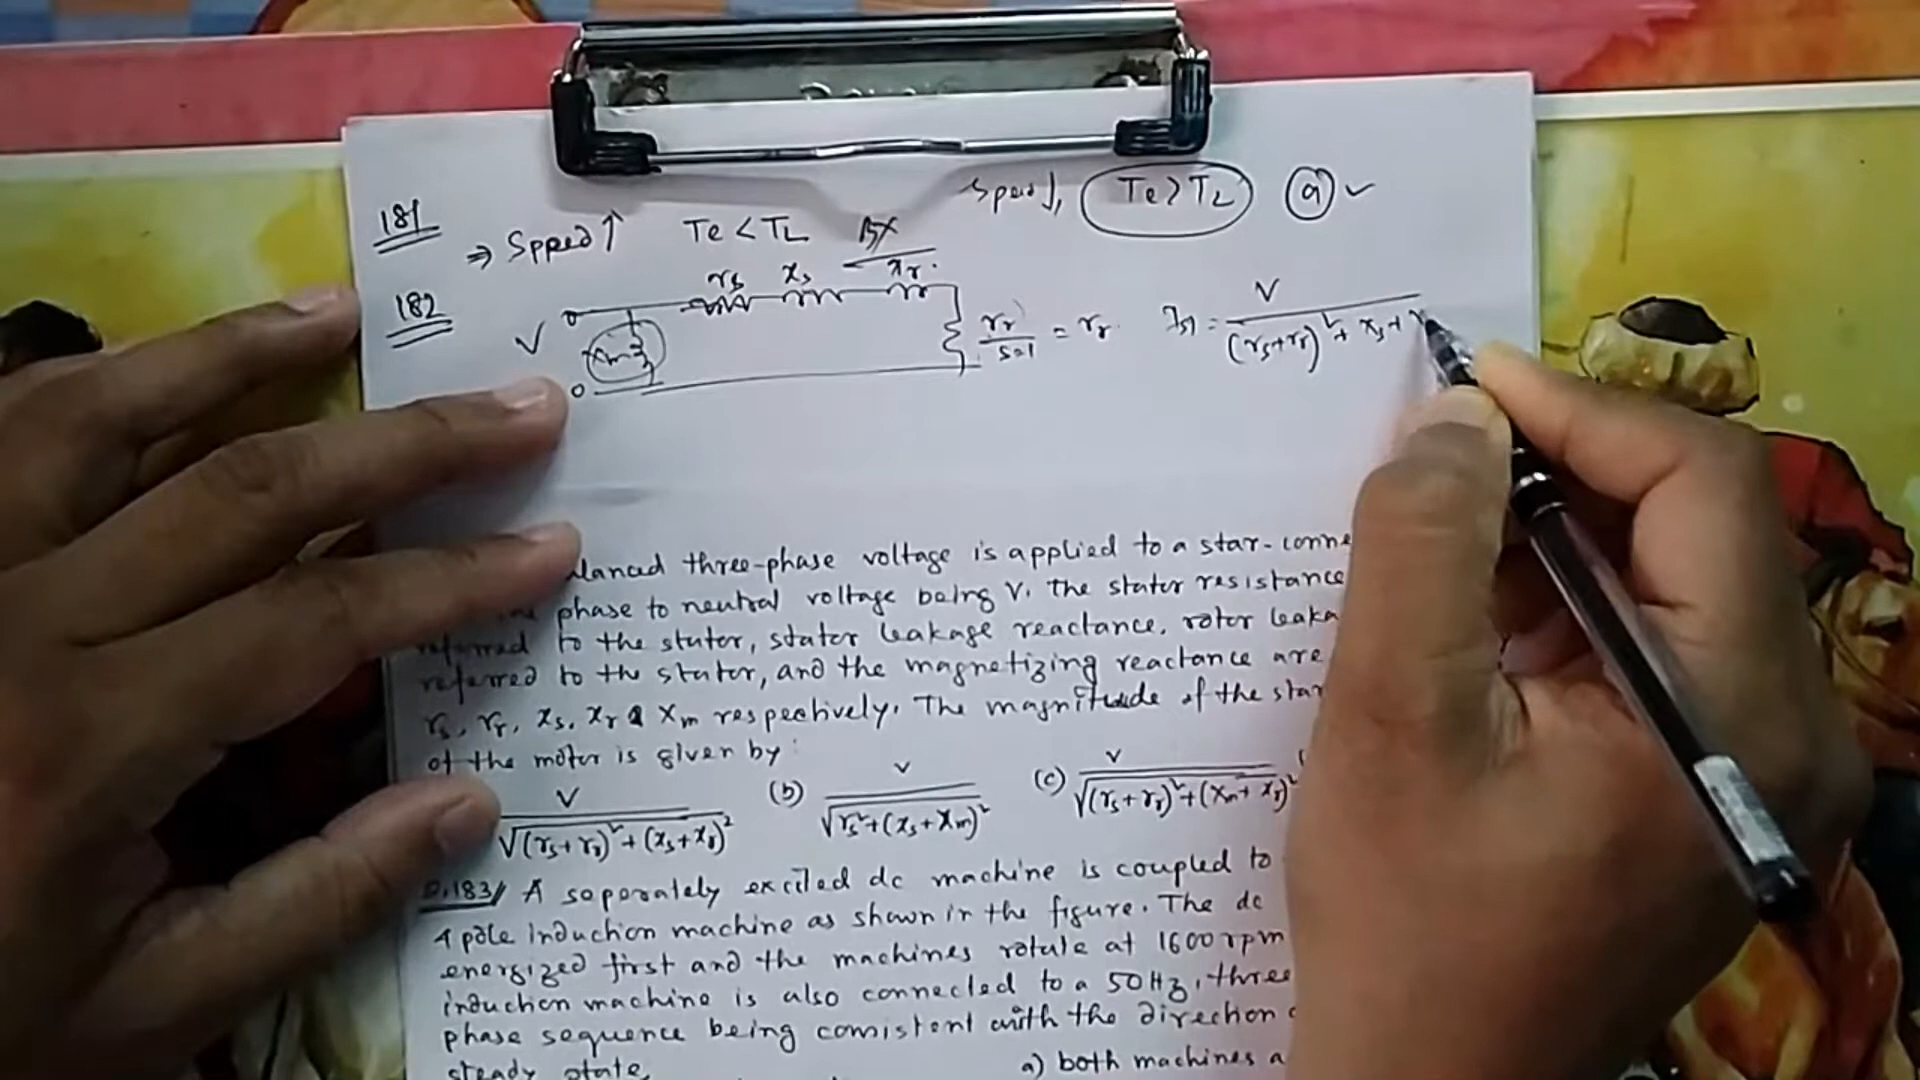 Speed↓, Te>TL (a) ✓
181 ⇒ Spped↑ Te<TL
182 rs xs xr.
V xm rr/s=1 = rr Ist = V/(rs+rr)²+xs+
alanced three-phase voltage is applied to a star-conne
phase to neutral voltage being V. The stator resistance
referred to the stutor, stator leakage reactance, rotor leaka
referred to the stator, and the magnetizing reactance are
rs, rr, xs, xr & Xm respectively. The magnitude of the star
of the motor is given by:
V/√(rs+rr)²+(xs+xr)² (b) V/√rs²+(xs+Xm)² (c) V/√(rs+rr)²+(Xm+xr)²
Q.183/ A separately excited dc machine is coupled to
4 pole induction machine as shown in the figure. The dc
energized first and the machines rotate at 1600 rpm
induction machine is also connected to a 50Hz, three
phase sequence being consistent with the direction o
steady state
a) both machines a